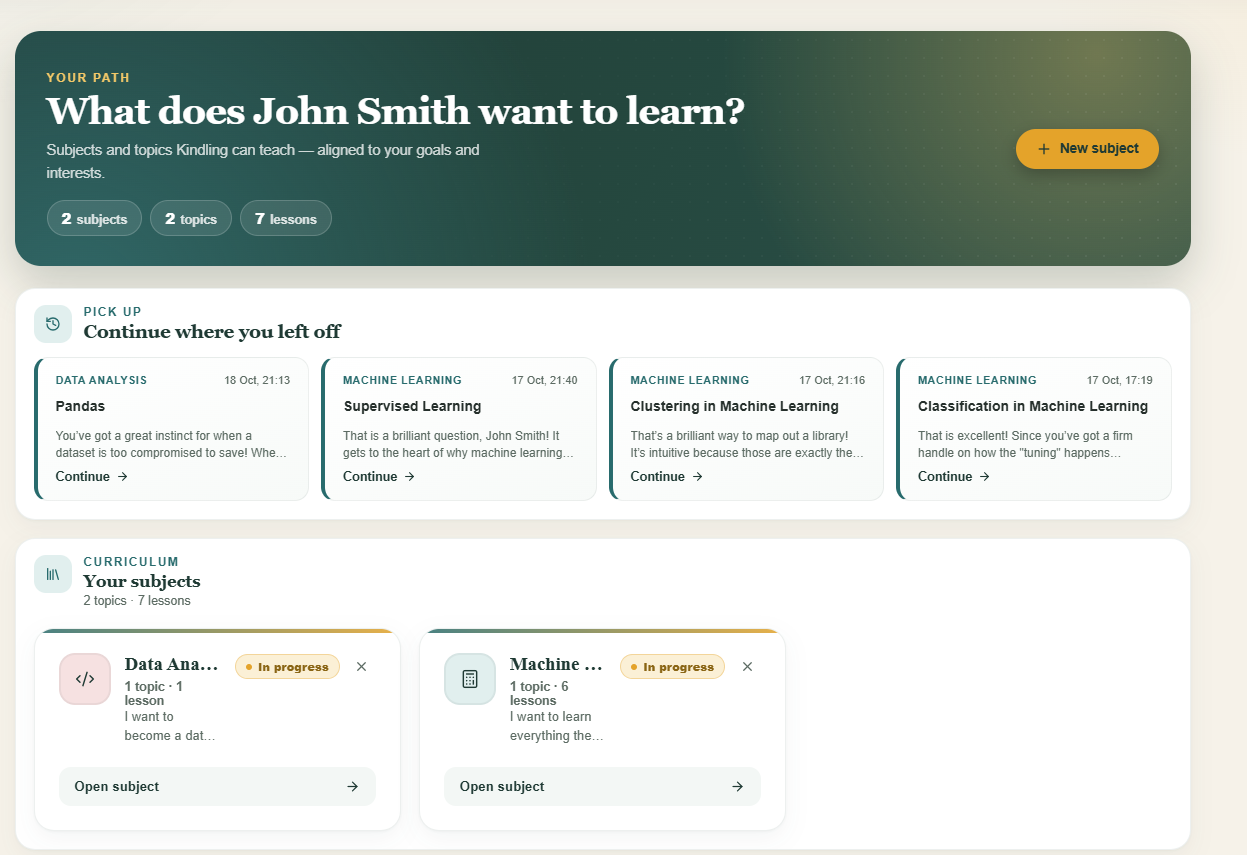 YOUR PATH
What does John Smith want to learn?
Subjects and topics Kindling can teach — aligned to your goals and
interests.
2 subjects
2 topics
7 lessons
+ New subject
PICK UP
Continue where you left off
DATA ANALYSIS
18 Oct, 21:13
Pandas
You’ve got a great instinct for when a
dataset is too compromised to save! Whe…
Continue →
MACHINE LEARNING
17 Oct, 21:40
Supervised Learning
That is a brilliant question, John Smith! It
gets to the heart of why machine learning…
Continue →
MACHINE LEARNING
17 Oct, 21:16
Clustering in Machine Learning
That’s a brilliant way to map out a library!
It’s intuitive because those are exactly the…
Continue →
MACHINE LEARNING
17 Oct, 17:19
Classification in Machine Learning
That is excellent! Since you’ve got a firm
handle on how the "tuning" happens…
Continue →
CURRICULUM
Your subjects
2 topics · 7 lessons
Data Ana…
In progress
1 topic · 1
lesson
I want to
become a dat…
Open subject →
Machine …
In progress
1 topic · 6
lessons
I want to learn
everything the…
Open subject →